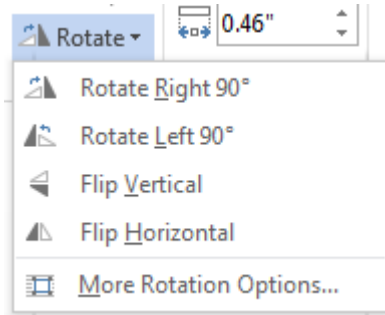 Rotate
0.46"
Rotate Right 90°
Rotate Left 90°
Flip Vertical
Flip Horizontal
More Rotation Options...